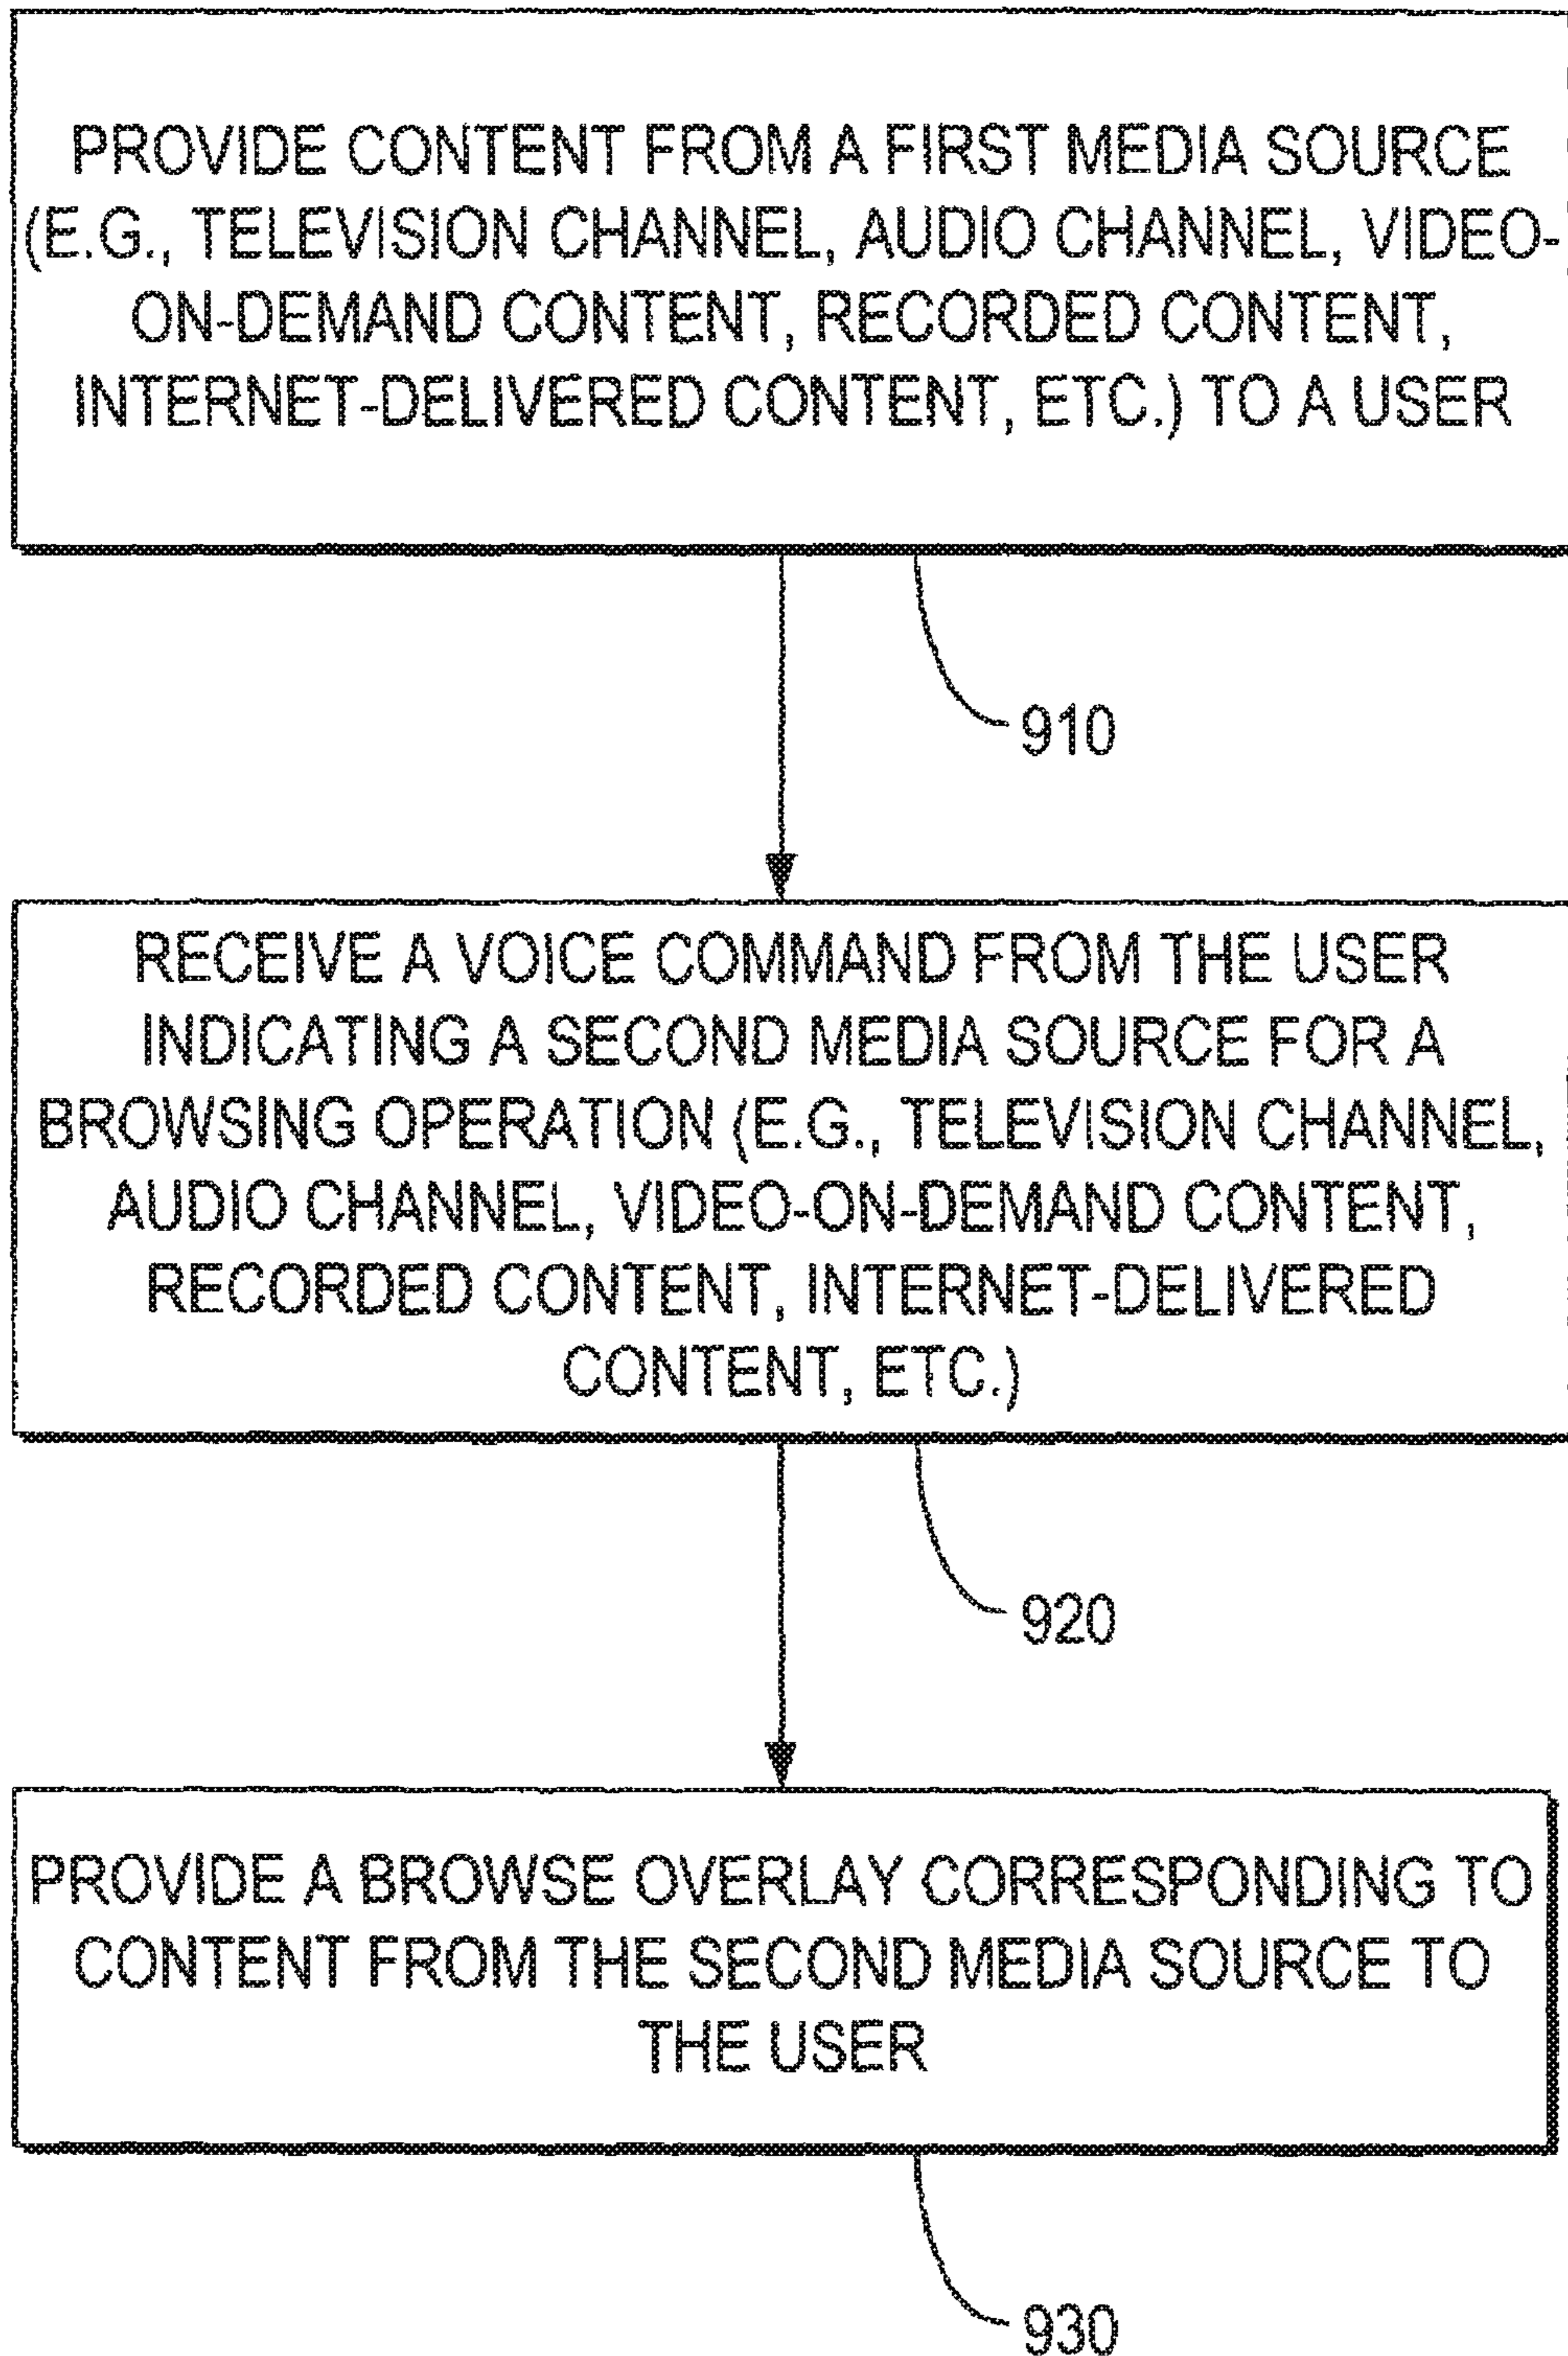 PROVIDE CONTENT FROM A FIRST MEDIA SOURCE
(E.G., TELEVISION CHANNEL, AUDIO CHANNEL, VIDEO-
ON-DEMAND CONTENT, RECORDED CONTENT,
INTERNET-DELIVERED CONTENT, ETC.) TO A USER
910
RECEIVE A VOICE COMMAND FROM THE USER
INDICATING A SECOND MEDIA SOURCE FOR A
BROWSING OPERATION (E.G., TELEVISION CHANNEL,
AUDIO CHANNEL, VIDEO-ON-DEMAND CONTENT,
RECORDED CONTENT, INTERNET-DELIVERED
CONTENT, ETC.)
920
PROVIDE A BROWSE OVERLAY CORRESPONDING TO
CONTENT FROM THE SECOND MEDIA SOURCE TO
THE USER
930